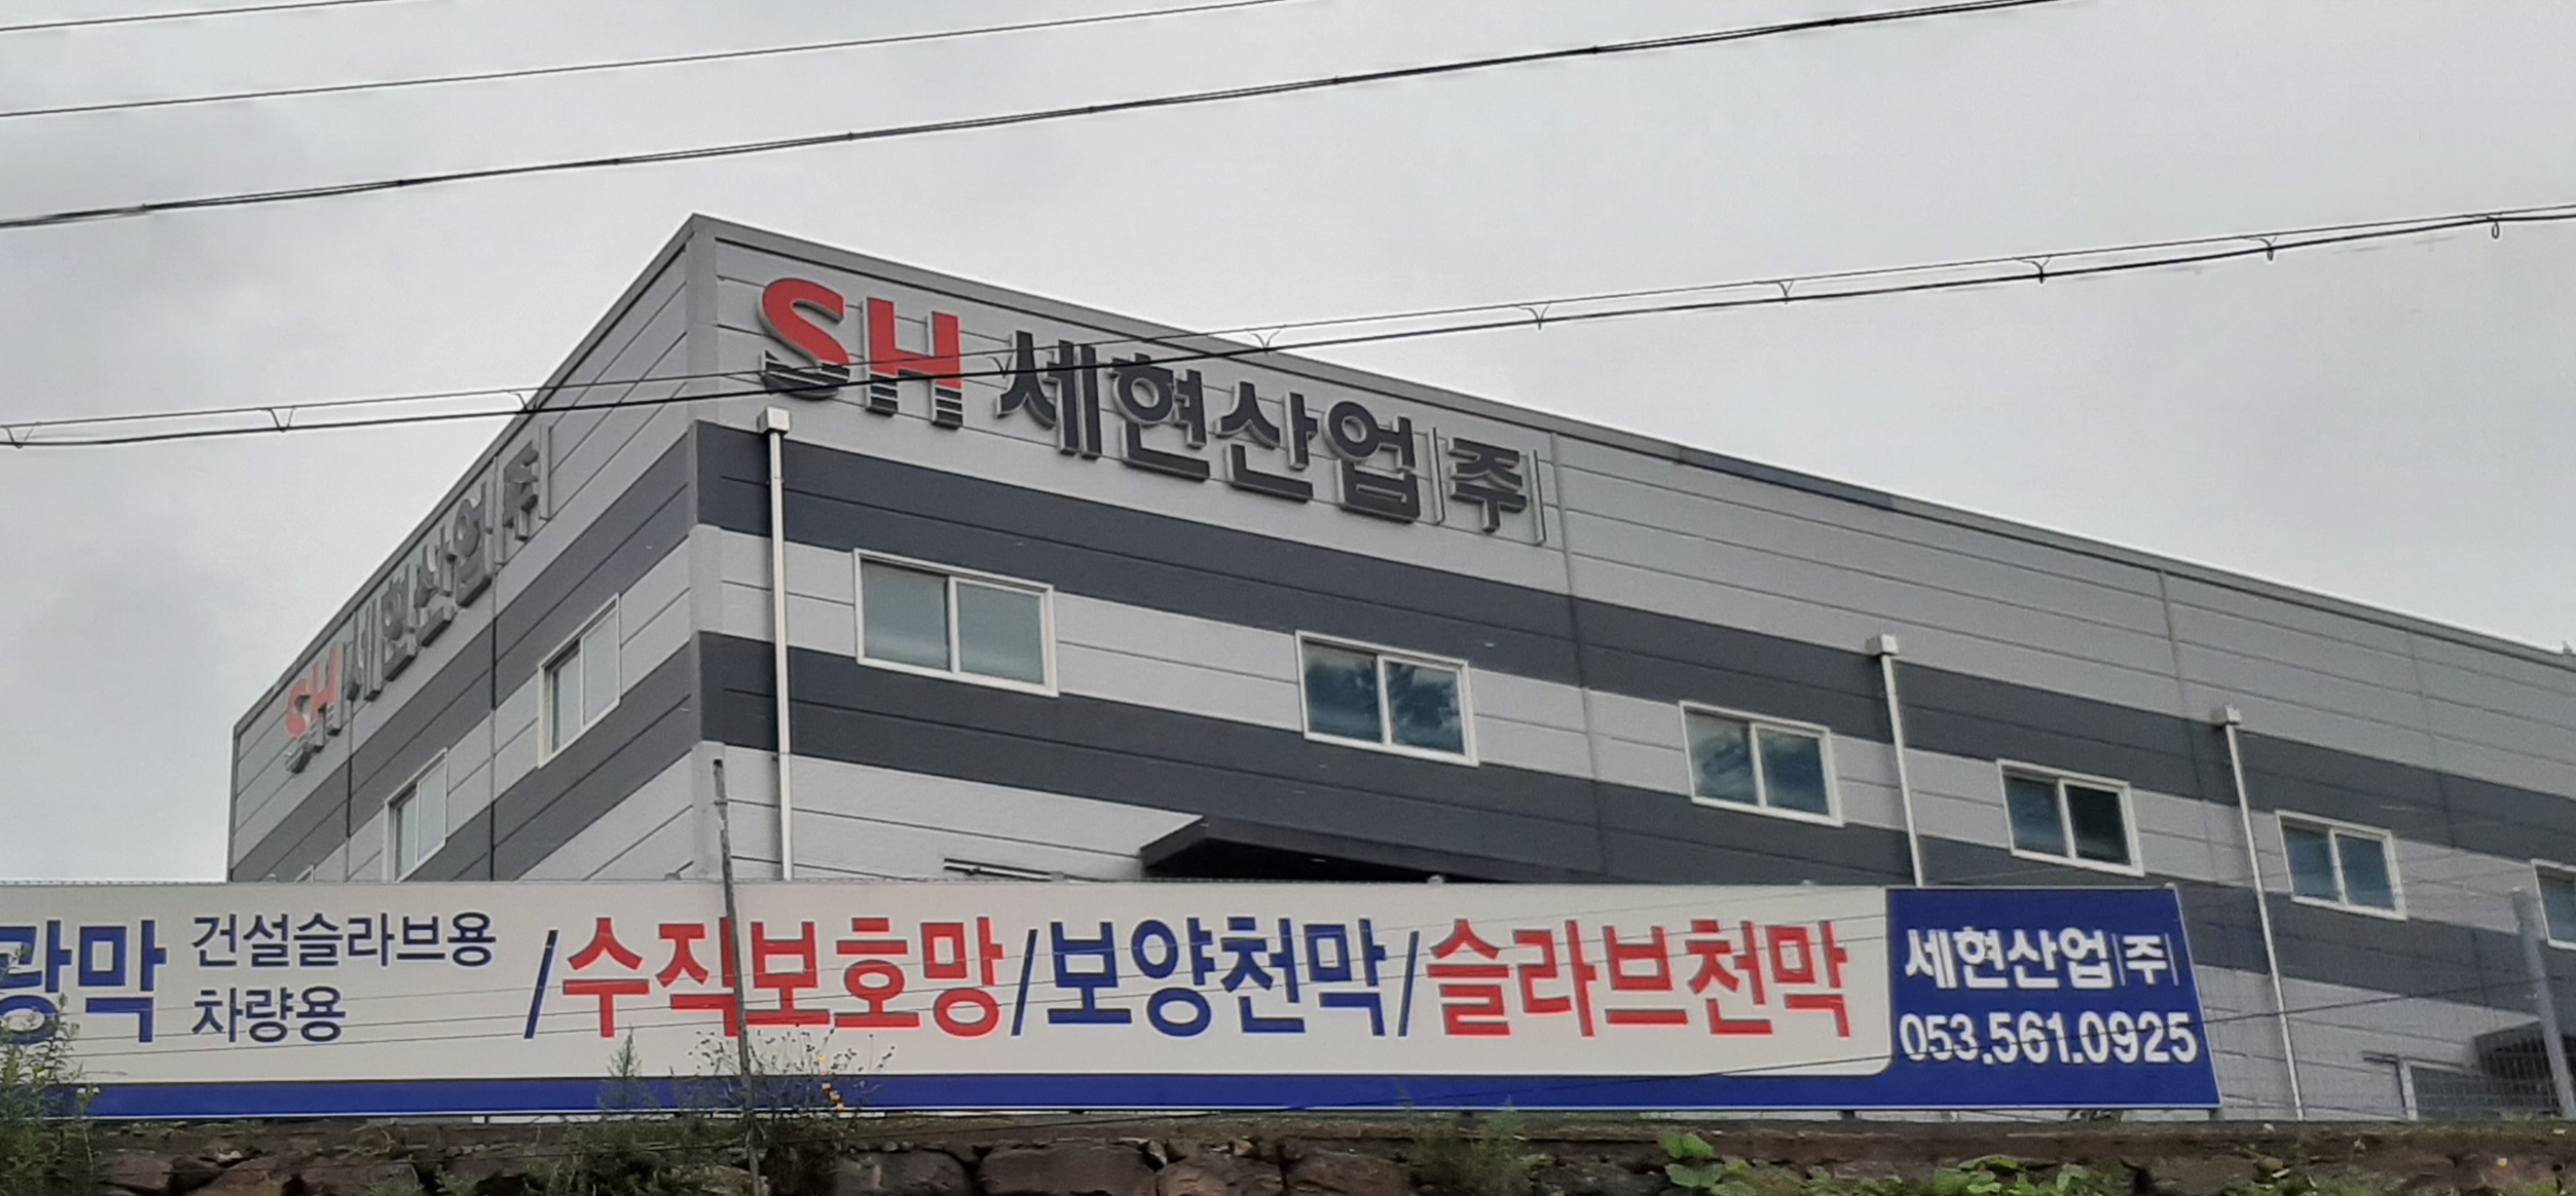 SH 세현산업|주|
SH 세현산업|주|
광막 건설슬라브용
차량용
/수직보호망/보양천막/슬라브천막
세현산업|주|
053.561.0925